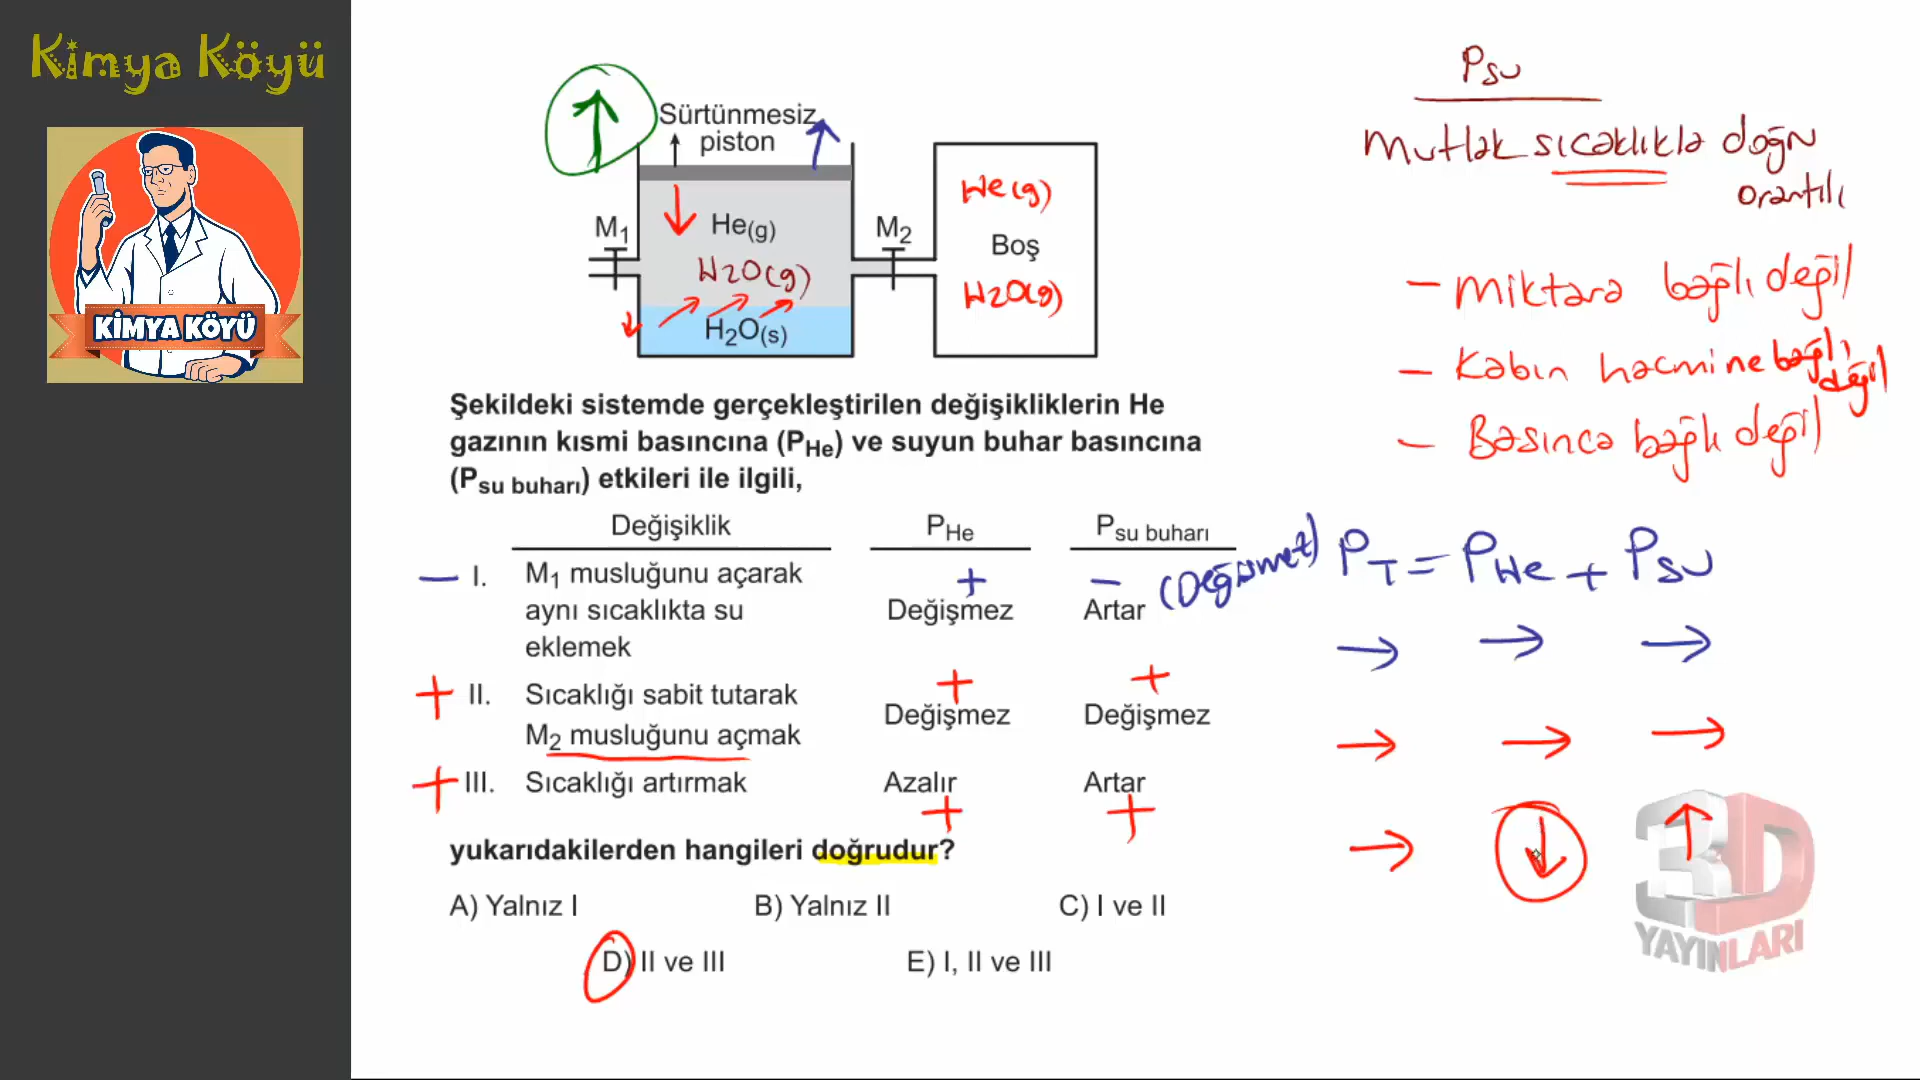 Kimya Köyü
KİMYA KÖYÜ
Sürtünmesiz
piston
M1
He(g)
H2O(g)
H2O(s)
M2
He(g)
Boş
H2O(g)
Psu
Mutlak sıcaklıkla doğru
orantılı
- Miktara bağlı değil
- Kabın hacmine bağlı değil
- Basınca bağlı değil
Şekildeki sistemde gerçekleştirilen değişikliklerin He
gazının kısmi basıncına (PHe) ve suyun buhar basıncına
(Psu buharı) etkileri ile ilgili,
Değişiklik PHe Psu buharı
- I. M1 musluğunu açarak + - (Değişmez)
aynı sıcaklıkta su Değişmez Artar
eklemek
+ II. Sıcaklığı sabit tutarak + +
M2 musluğunu açmak Değişmez Değişmez
+ III. Sıcaklığı artırmak Azalır Artar
+ +
PT = PHe + PSU
→ → →
→ → →
→ ↓ ↑
yukarıdakilerden hangileri doğrudur?
A) Yalnız I B) Yalnız II C) I ve II
D) II ve III E) I, II ve III
3D
YAYINLARI